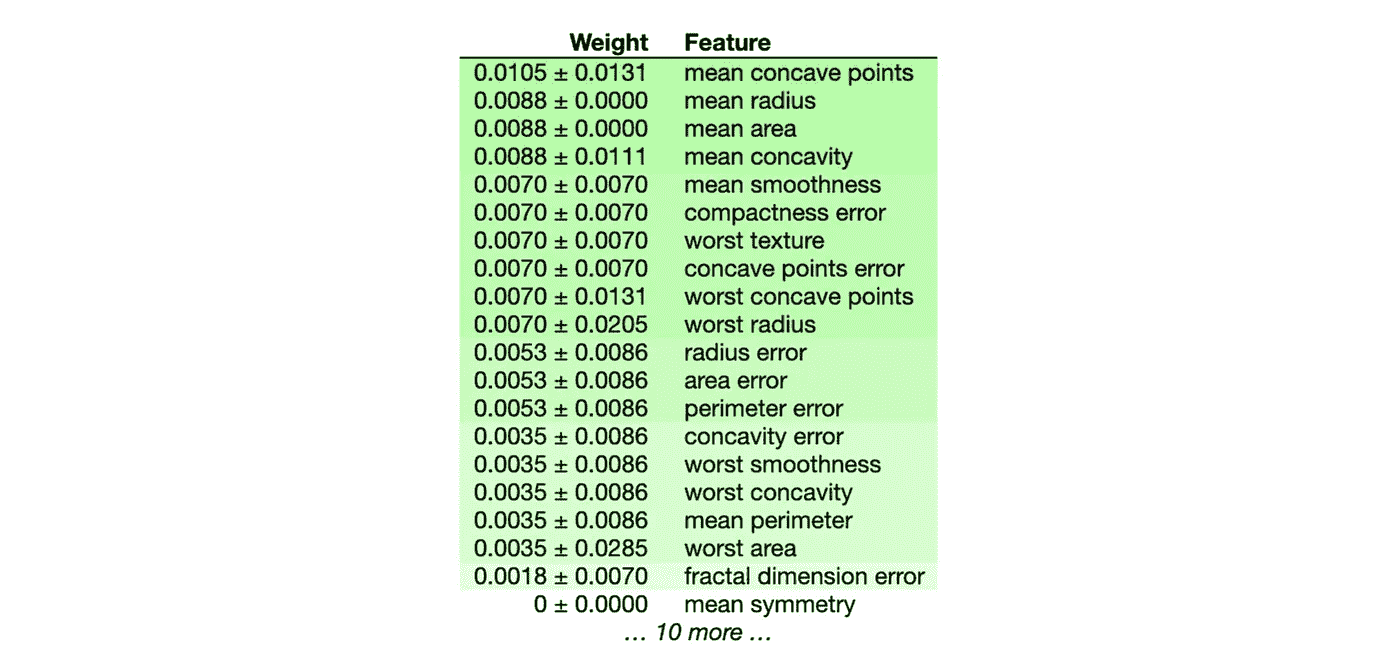 Weight Feature
0.0105 ± 0.0131 mean concave points
0.0088 ± 0.0000 mean radius
0.0088 ± 0.0000 mean area
0.0088 ± 0.0111 mean concavity
0.0070 ± 0.0070 mean smoothness
0.0070 ± 0.0070 compactness error
0.0070 ± 0.0070 worst texture
0.0070 ± 0.0070 concave points error
0.0070 ± 0.0131 worst concave points
0.0070 ± 0.0205 worst radius
0.0053 ± 0.0086 radius error
0.0053 ± 0.0086 area error
0.0053 ± 0.0086 perimeter error
0.0035 ± 0.0086 concavity error
0.0035 ± 0.0086 worst smoothness
0.0035 ± 0.0086 worst concavity
0.0035 ± 0.0086 mean perimeter
0.0035 ± 0.0285 worst area
0.0018 ± 0.0070 fractal dimension error
0 ± 0.0000 mean symmetry
… 10 more …